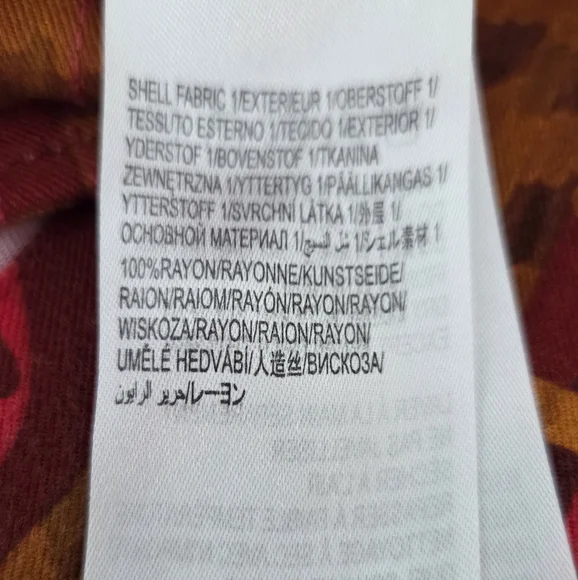 SHELL FABRIC 1/EXTERIEUR 1/OBERSTOFF 1/
TESSUTO ESTERNO 1/TECIDO 1/EXTERIOR 1/
YDERSTOF 1/BOVENSTOF 1/TKANINA
ZEWNĘTRZNA 1/YTTERTYG 1/PÄÄLLIKANGAS 1/
YTTERSTOFF 1/SVRCHNÍ LÁTKA 1/外層 1/
ОСНОВНОЙ МАТЕРИАЛ 1/ 1/シェル素材 1
100%RAYON/RAYONNE/KUNSTSEIDE/
RAION/RAIOM/RAYÓN/RAYON/RAYON/
WISKOZA/RAYON/RAION/RAYON/
UMĚLÉ HEDVÁBÍ/人造丝/ВИСКОЗА/
حرير الرايون/レーヨン